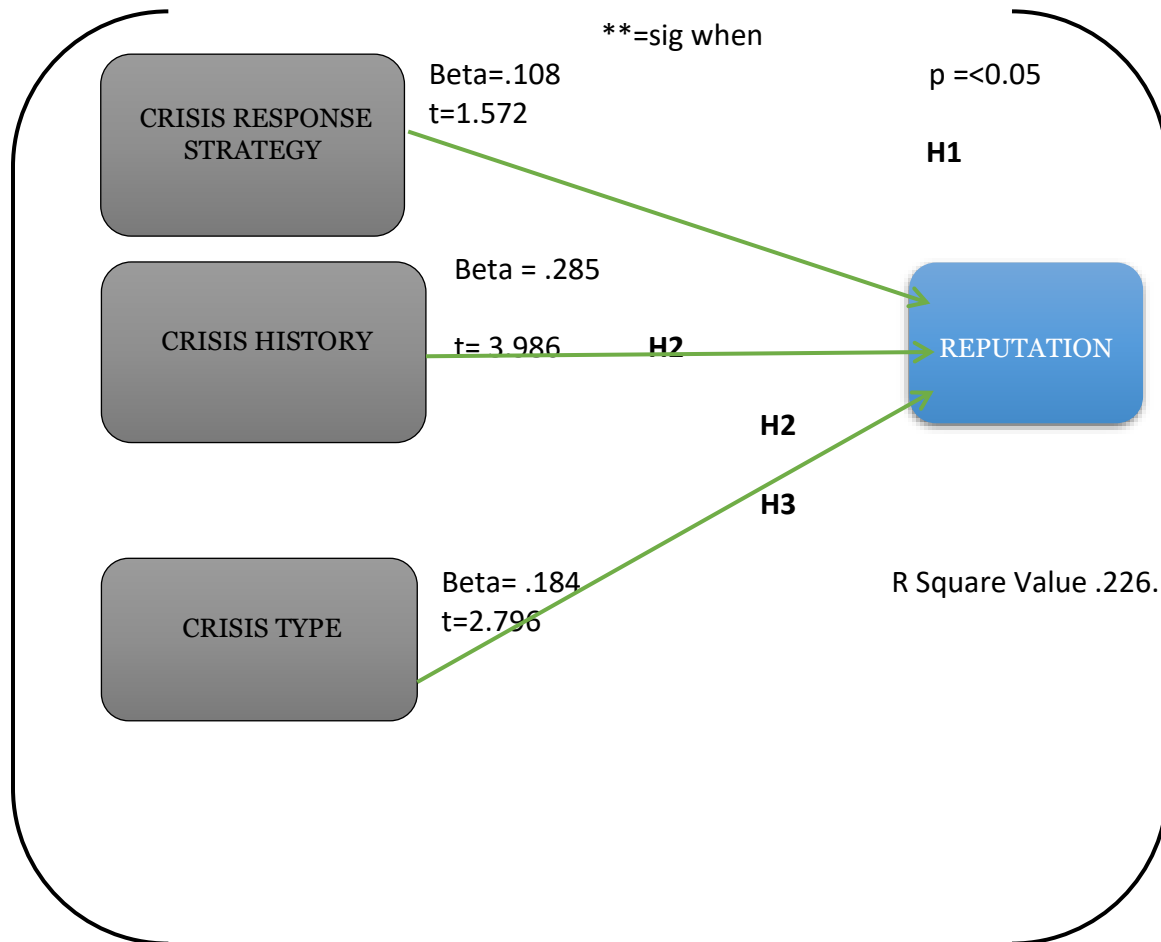 **=sig when
Beta=.108
p =<0.05
t=1.572
CRISIS RESPONSE
STRATEGY
H1
Beta = .285
CRISIS HISTORY
t= 3.986
H2
REPUTATION
H2
H3
Beta= .184
t=2.796
R Square Value .226.
CRISIS TYPE